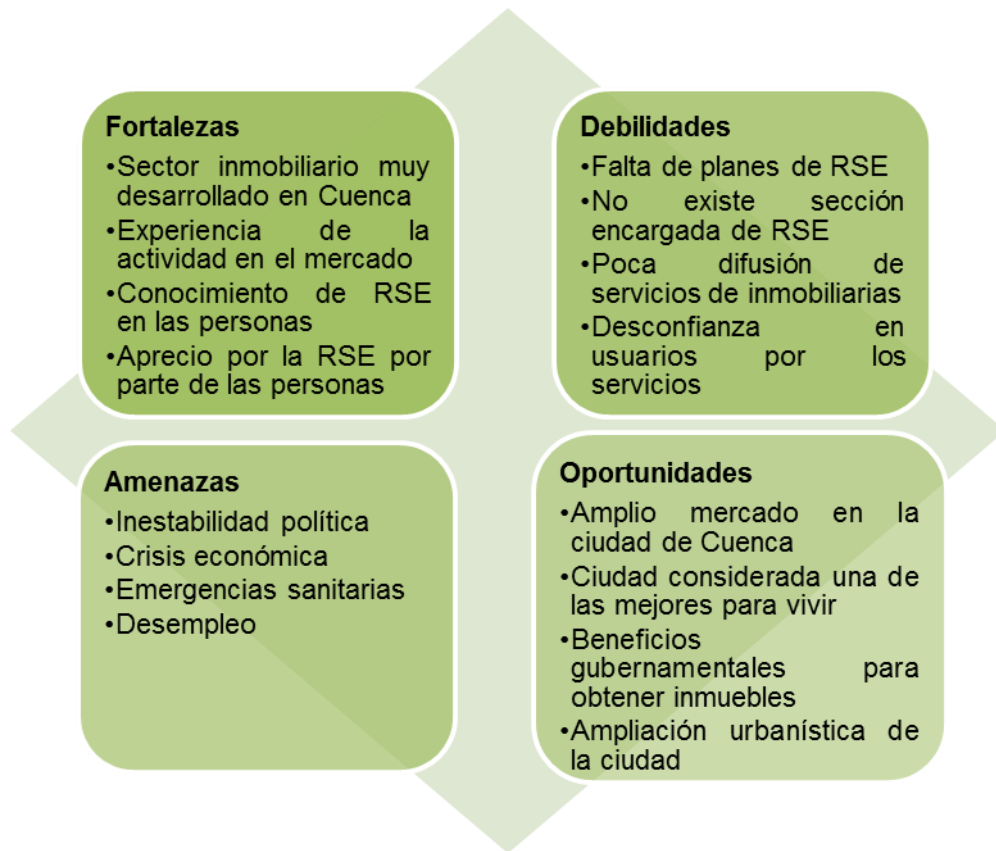 Fortalezas
•Sector inmobiliario muy
desarrollado en Cuenca
•Experiencia de la
actividad en el mercado
•Conocimiento de RSE
en las personas
•Aprecio por la RSE por
parte de las personas
Debilidades
•Falta de planes de RSE
•No existe sección
encargada de RSE
•Poca difusión de
servicios de inmobiliarias
•Desconfianza en
usuarios por los
servicios
Amenazas
•Inestabilidad política
•Crisis económica
•Emergencias sanitarias
•Desempleo
Oportunidades
•Amplio mercado en la
ciudad de Cuenca
•Ciudad considerada una de
las mejores para vivir
•Beneficios
gubernamentales para
obtener inmuebles
•Ampliación urbanística de
la ciudad